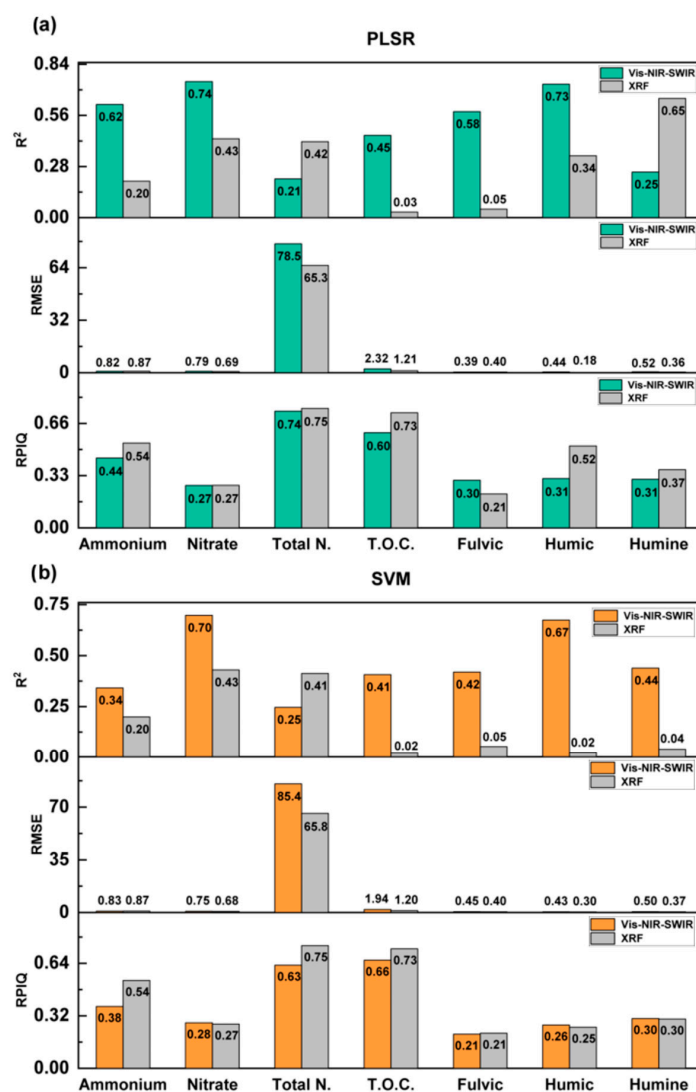 (a)
PLSR
0.84
0.56
0.28
0.00
R²
Vis-NIR-SWIR
XRF
0.62 0.20 0.74 0.43 0.21 0.42 0.45 0.03 0.58 0.05 0.73 0.34 0.25 0.65
64
32
0
RMSE
Vis-NIR-SWIR
XRF
0.82 0.87 0.79 0.69 78.5 65.3 2.32 1.21 0.39 0.40 0.44 0.18 0.52 0.36
0.66
0.33
0.00
RPIQ
Vis-NIR-SWIR
XRF
0.44 0.54 0.27 0.27 0.74 0.75 0.60 0.73 0.30 0.21 0.31 0.52 0.31 0.37
Ammonium Nitrate Total N. T.O.C. Fulvic Humic Humine
(b)
SVM
0.75
0.50
0.25
0.00
R²
Vis-NIR-SWIR
XRF
0.34 0.20 0.70 0.43 0.25 0.41 0.41 0.02 0.42 0.05 0.67 0.02 0.44 0.04
70
35
0
RMSE
Vis-NIR-SWIR
XRF
0.83 0.87 0.75 0.68 85.4 65.8 1.94 1.20 0.45 0.40 0.43 0.30 0.50 0.37
0.64
0.32
0.00
RPIQ
Vis-NIR-SWIR
XRF
0.38 0.54 0.28 0.27 0.63 0.75 0.66 0.73 0.21 0.21 0.26 0.25 0.30 0.30
Ammonium Nitrate Total N. T.O.C. Fulvic Humic Humine